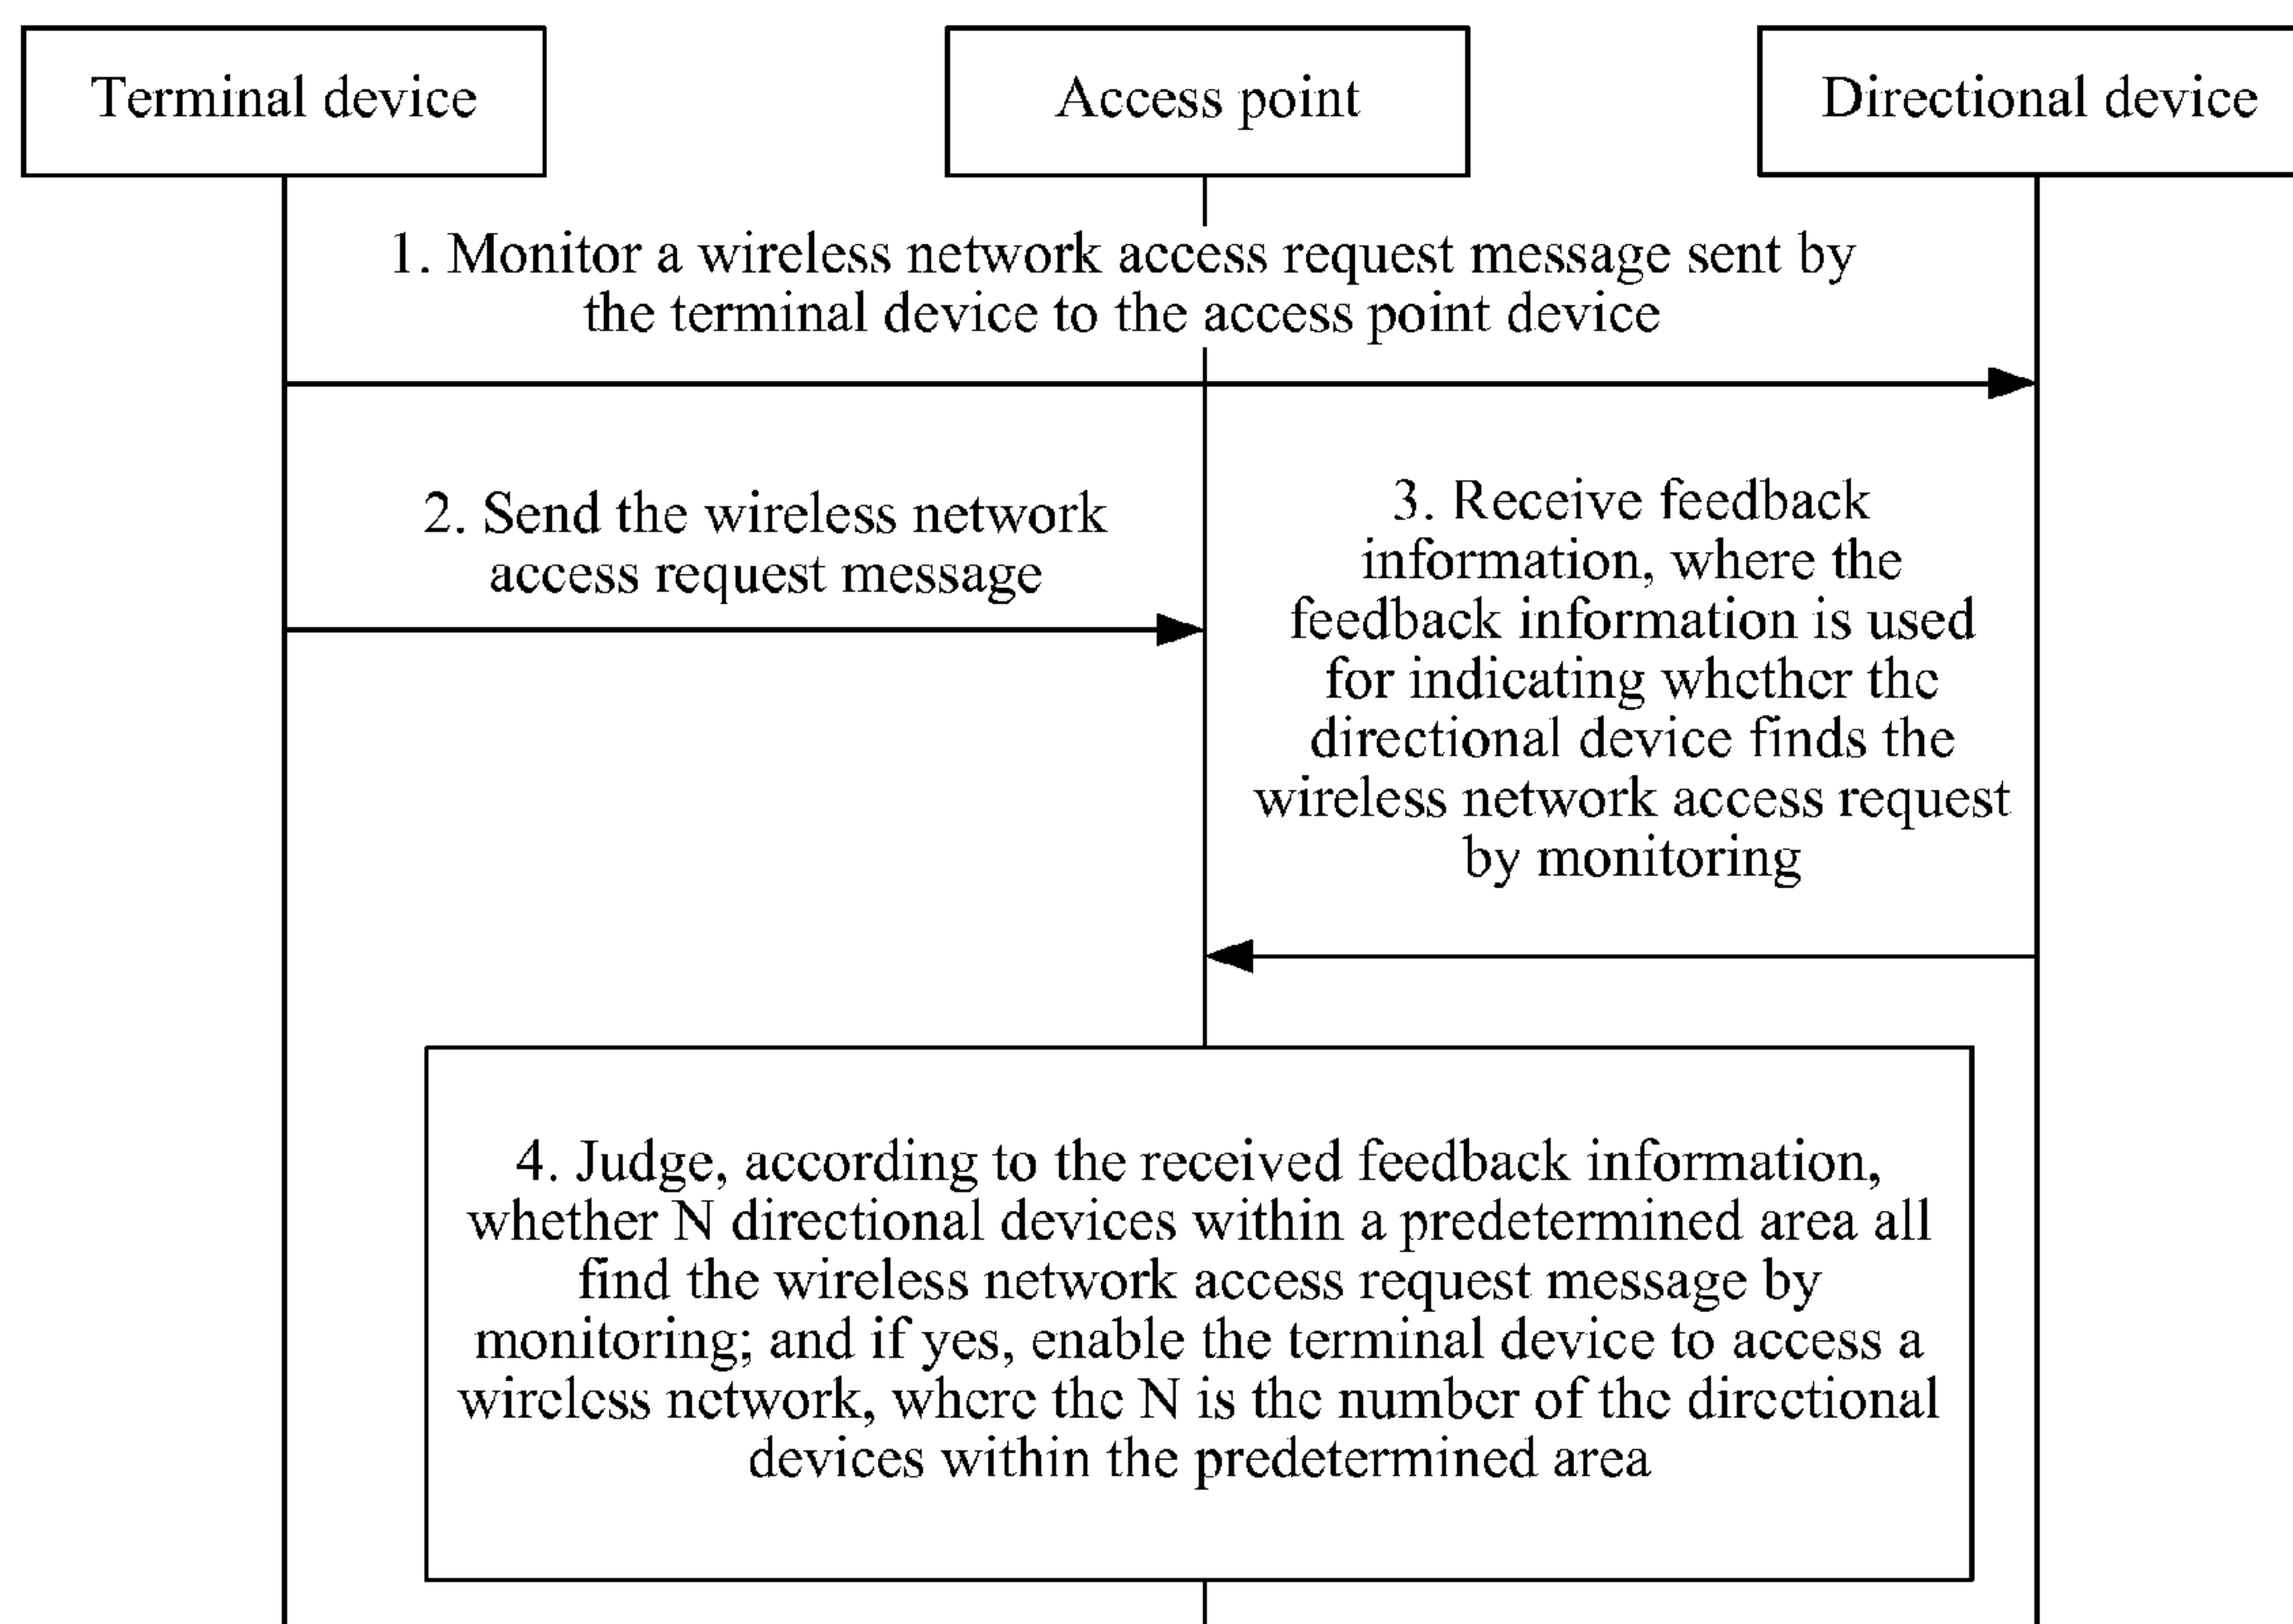 Terminal device
Access point
Directional device
1. Monitor a wireless network access request message sent by
the terminal device to the access point device
2. Send the wireless network
access request message
3. Receive feedback
information, where the
feedback information is used
for indicating whether the
directional device finds the
wireless network access request
by monitoring
4. Judge, according to the received feedback information,
whether N directional devices within a predetermined area all
find the wireless network access request message by
monitoring; and if yes, enable the terminal device to access a
wireless network, where the N is the number of the directional
devices within the predetermined area